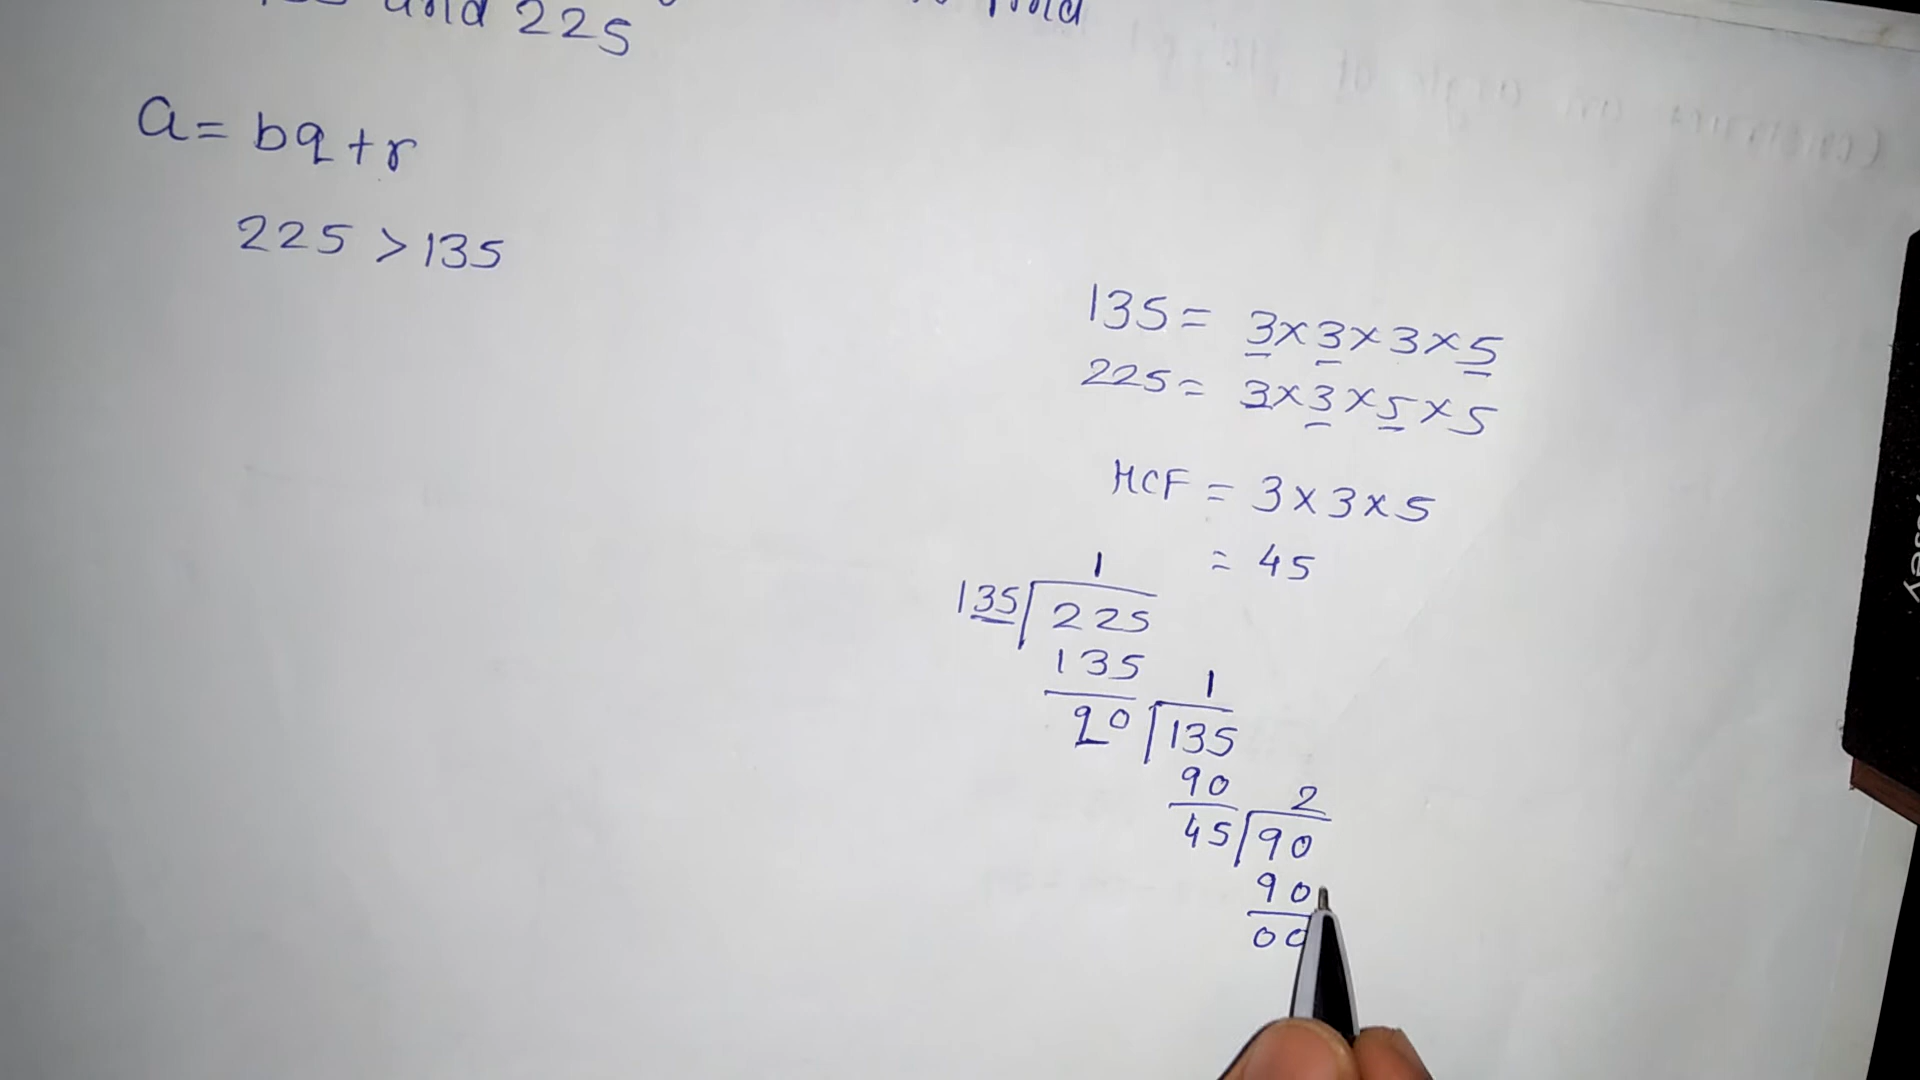 and 225
a = bq + r
225 > 135
135 = 3 × 3 × 3 × 5
225 = 3 × 3 × 5 × 5
HCF = 3 × 3 × 5
= 45
1
135 225
135 1
90 135
90 2
45 90
90
00